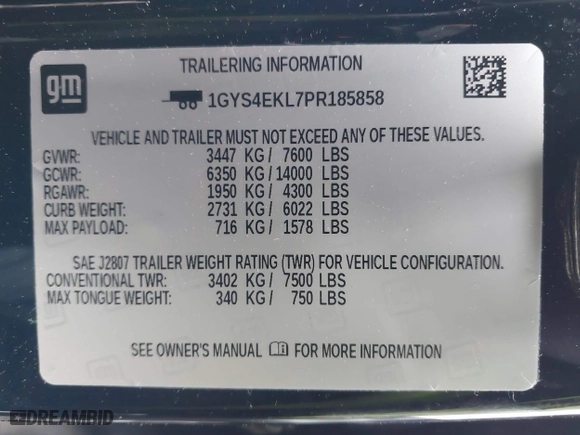 gm
TRAILERING INFORMATION
1GYS4EKL7PR185858
VEHICLE AND TRAILER MUST NOT EXCEED ANY OF THESE VALUES.
GVWR: 3447 KG / 7600 LBS
GCWR: 6350 KG / 14000 LBS
RGAWR: 1950 KG / 4300 LBS
CURB WEIGHT: 2731 KG / 6022 LBS
MAX PAYLOAD: 716 KG / 1578 LBS
SAE J2807 TRAILER WEIGHT RATING (TWR) FOR VEHICLE CONFIGURATION.
CONVENTIONAL TWR: 3402 KG / 7500 LBS
MAX TONGUE WEIGHT: 340 KG / 750 LBS
SEE OWNER'S MANUAL FOR MORE INFORMATION
DREAMBID